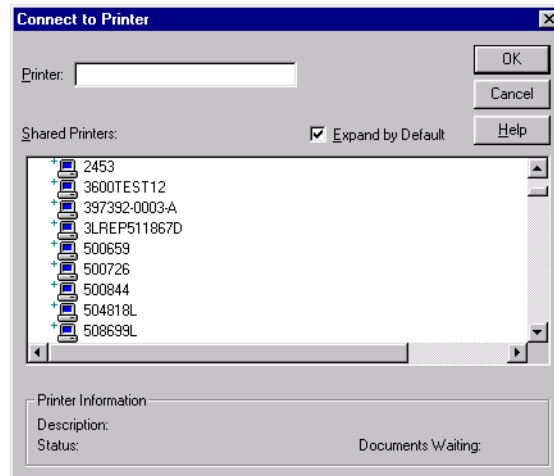 Connect to Printer
Printer:
OK
Cancel
Help
Shared Printers:
Expand by Default
2453
3600TEST12
397392-0003-A
3LREP511867D
500659
500726
500844
504818L
508699L
Printer Information
Description:
Status:
Documents Waiting: